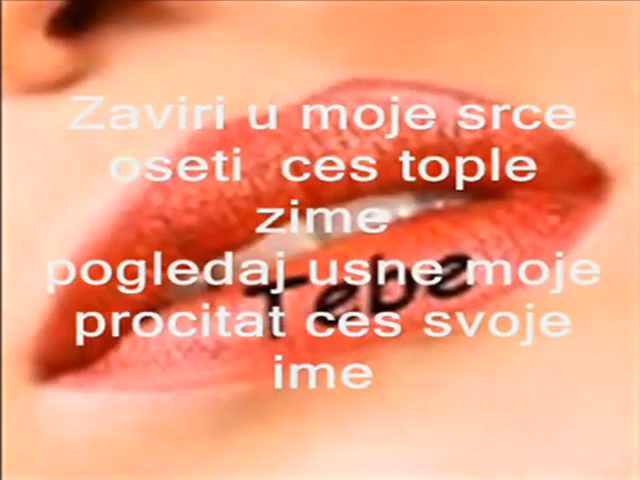 Zaviri u moje srce
oseti ces tople
zime
pogledaj usne moje
Tebe
procitat ces svoje
ime